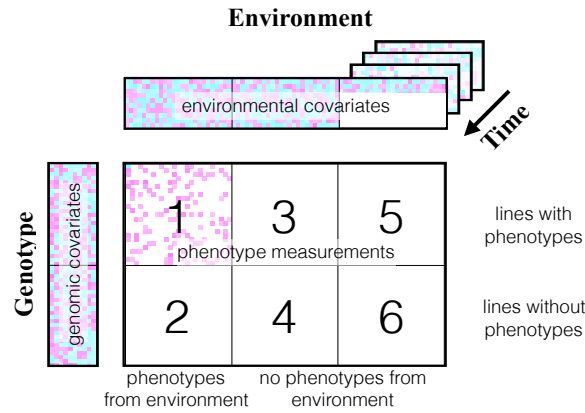 Environment
environmental covariates
Time
Genotype
genomic covariates
1
3
5
lines with
phenotypes
phenotype measurements
2
4
6
lines without
phenotypes
phenotypes
from environment
no phenotypes from
environment